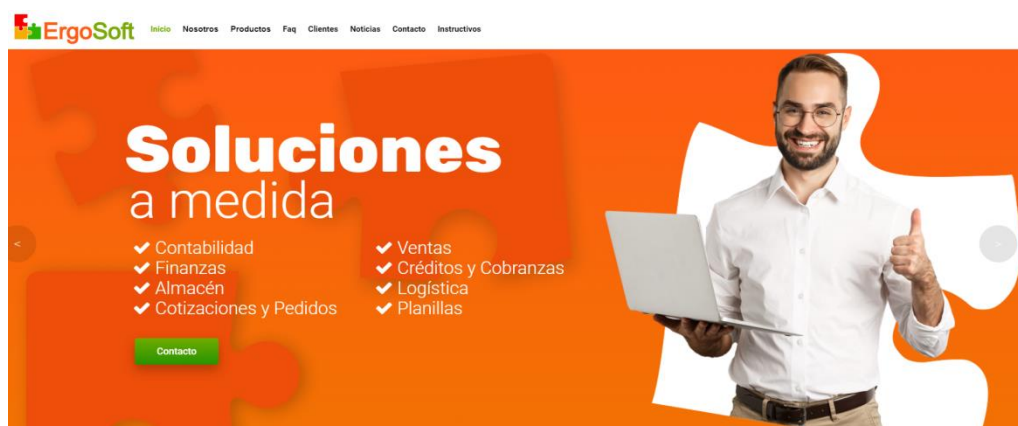 ErgoSoft
Inicio Nosotros Productos Faq Clientes Noticias Contacto Instructivos
Soluciones
a medida
✔ Contabilidad
✔ Finanzas
✔ Almacén
✔ Cotizaciones y Pedidos
✔ Ventas
✔ Créditos y Cobranzas
✔ Logística
✔ Planillas
<
>
Contacto